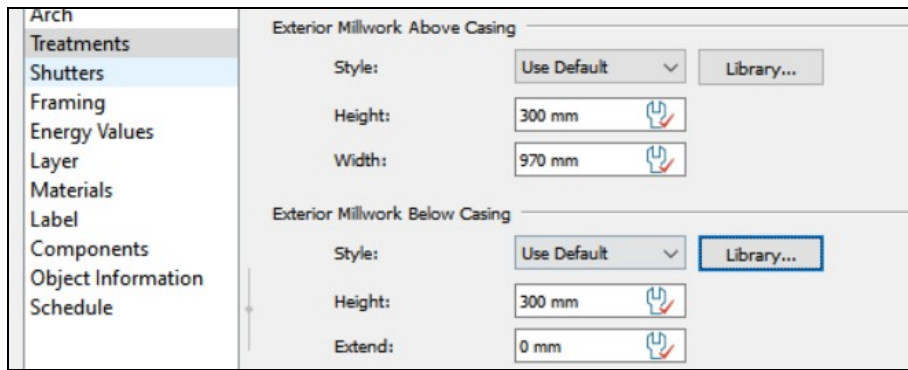 Arch
Treatments
Shutters
Framing
Energy Values
Layer
Materials
Label
Components
Object Information
Schedule
Exterior Millwork Above Casing
Style: Use Default Library...
Height: 300 mm
Width: 970 mm
Exterior Millwork Below Casing
Style: Use Default Library...
Height: 300 mm
Extend: 0 mm